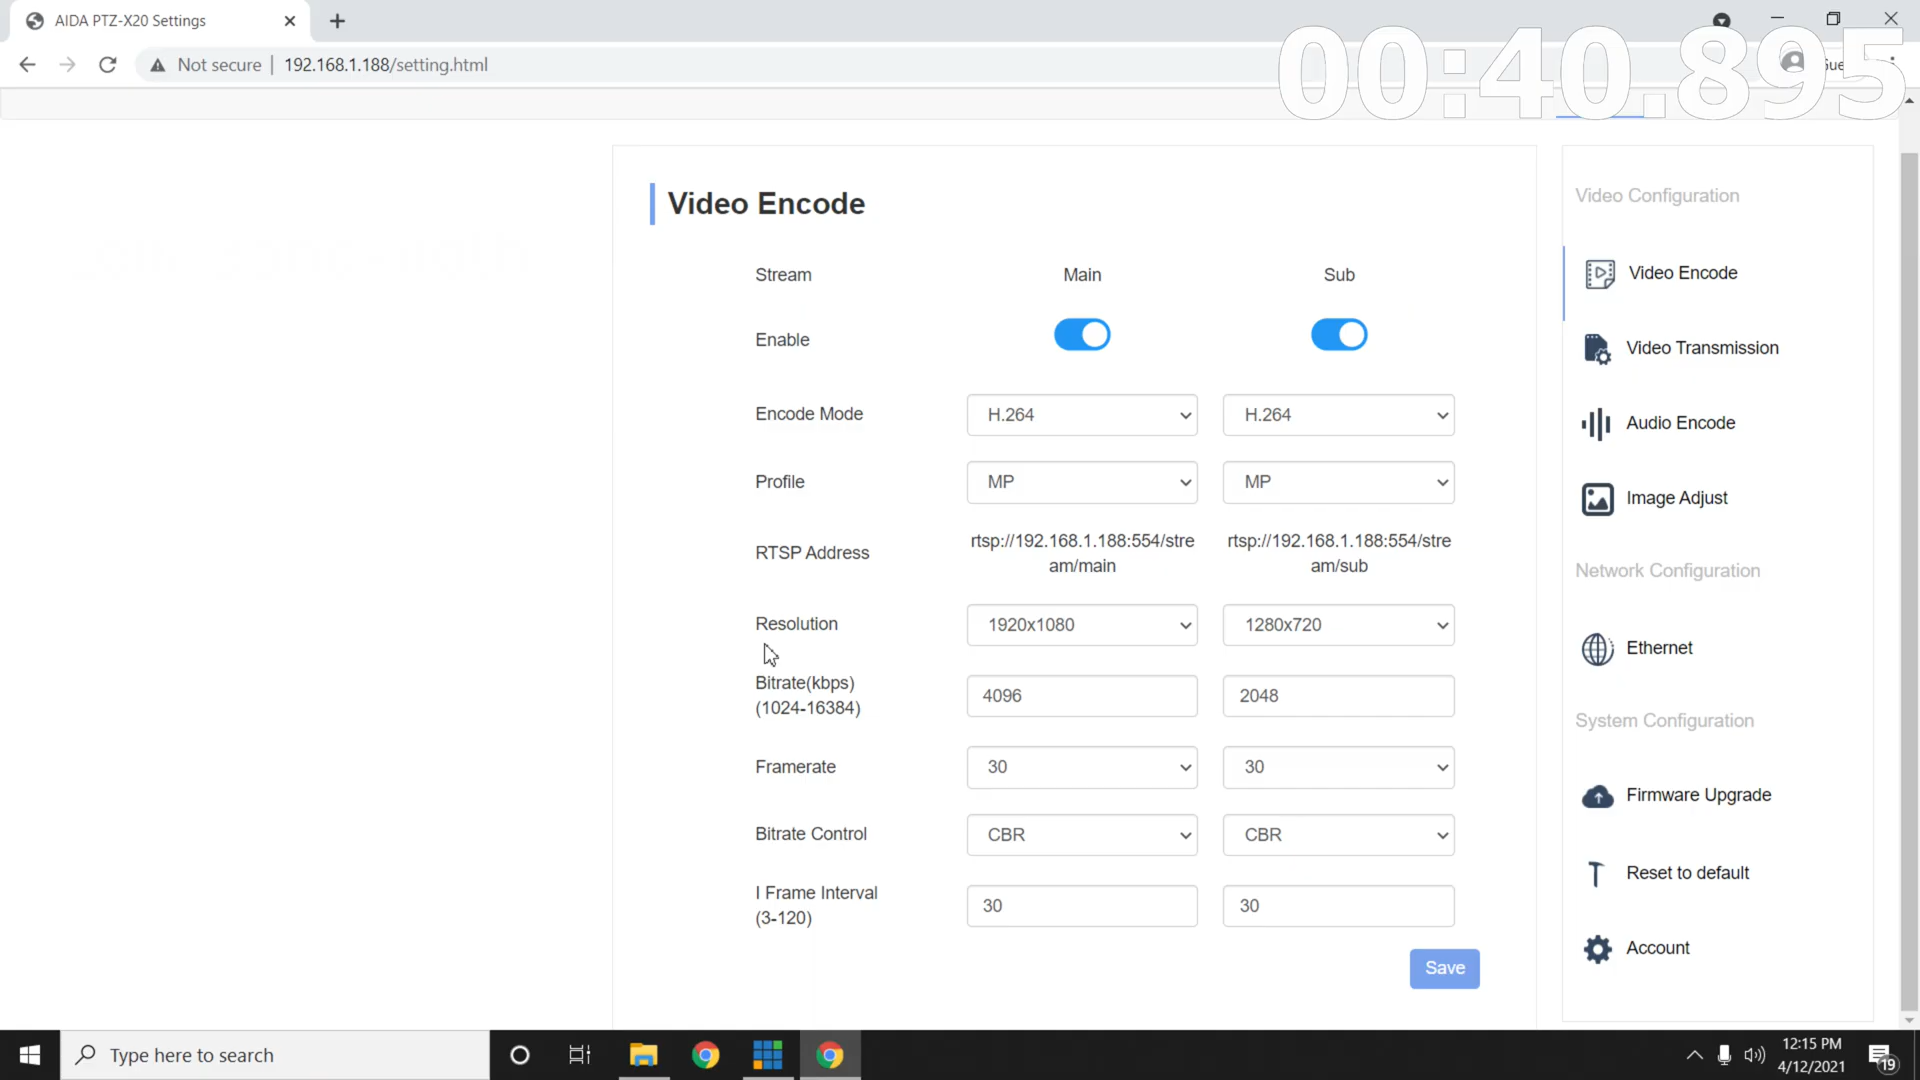 AIDA PTZ-X20 Settings
Not secure | 192.168.1.188/setting.html
00:40.895
Video Encode
Stream Main Sub
Enable
Encode Mode H.264 H.264
Profile MP MP
RTSP Address rtsp://192.168.1.188:554/stre rtsp://192.168.1.188:554/stre
am/main am/sub
Resolution 1920x1080 1280x720
Bitrate(kbps)
(1024-16384) 4096 2048
Framerate 30 30
Bitrate Control CBR CBR
I Frame Interval
(3-120) 30 30
Save
Video Configuration
Video Encode
Video Transmission
Audio Encode
Image Adjust
Network Configuration
Ethernet
System Configuration
Firmware Upgrade
Reset to default
Account
Type here to search
12:15 PM
4/12/2021
19